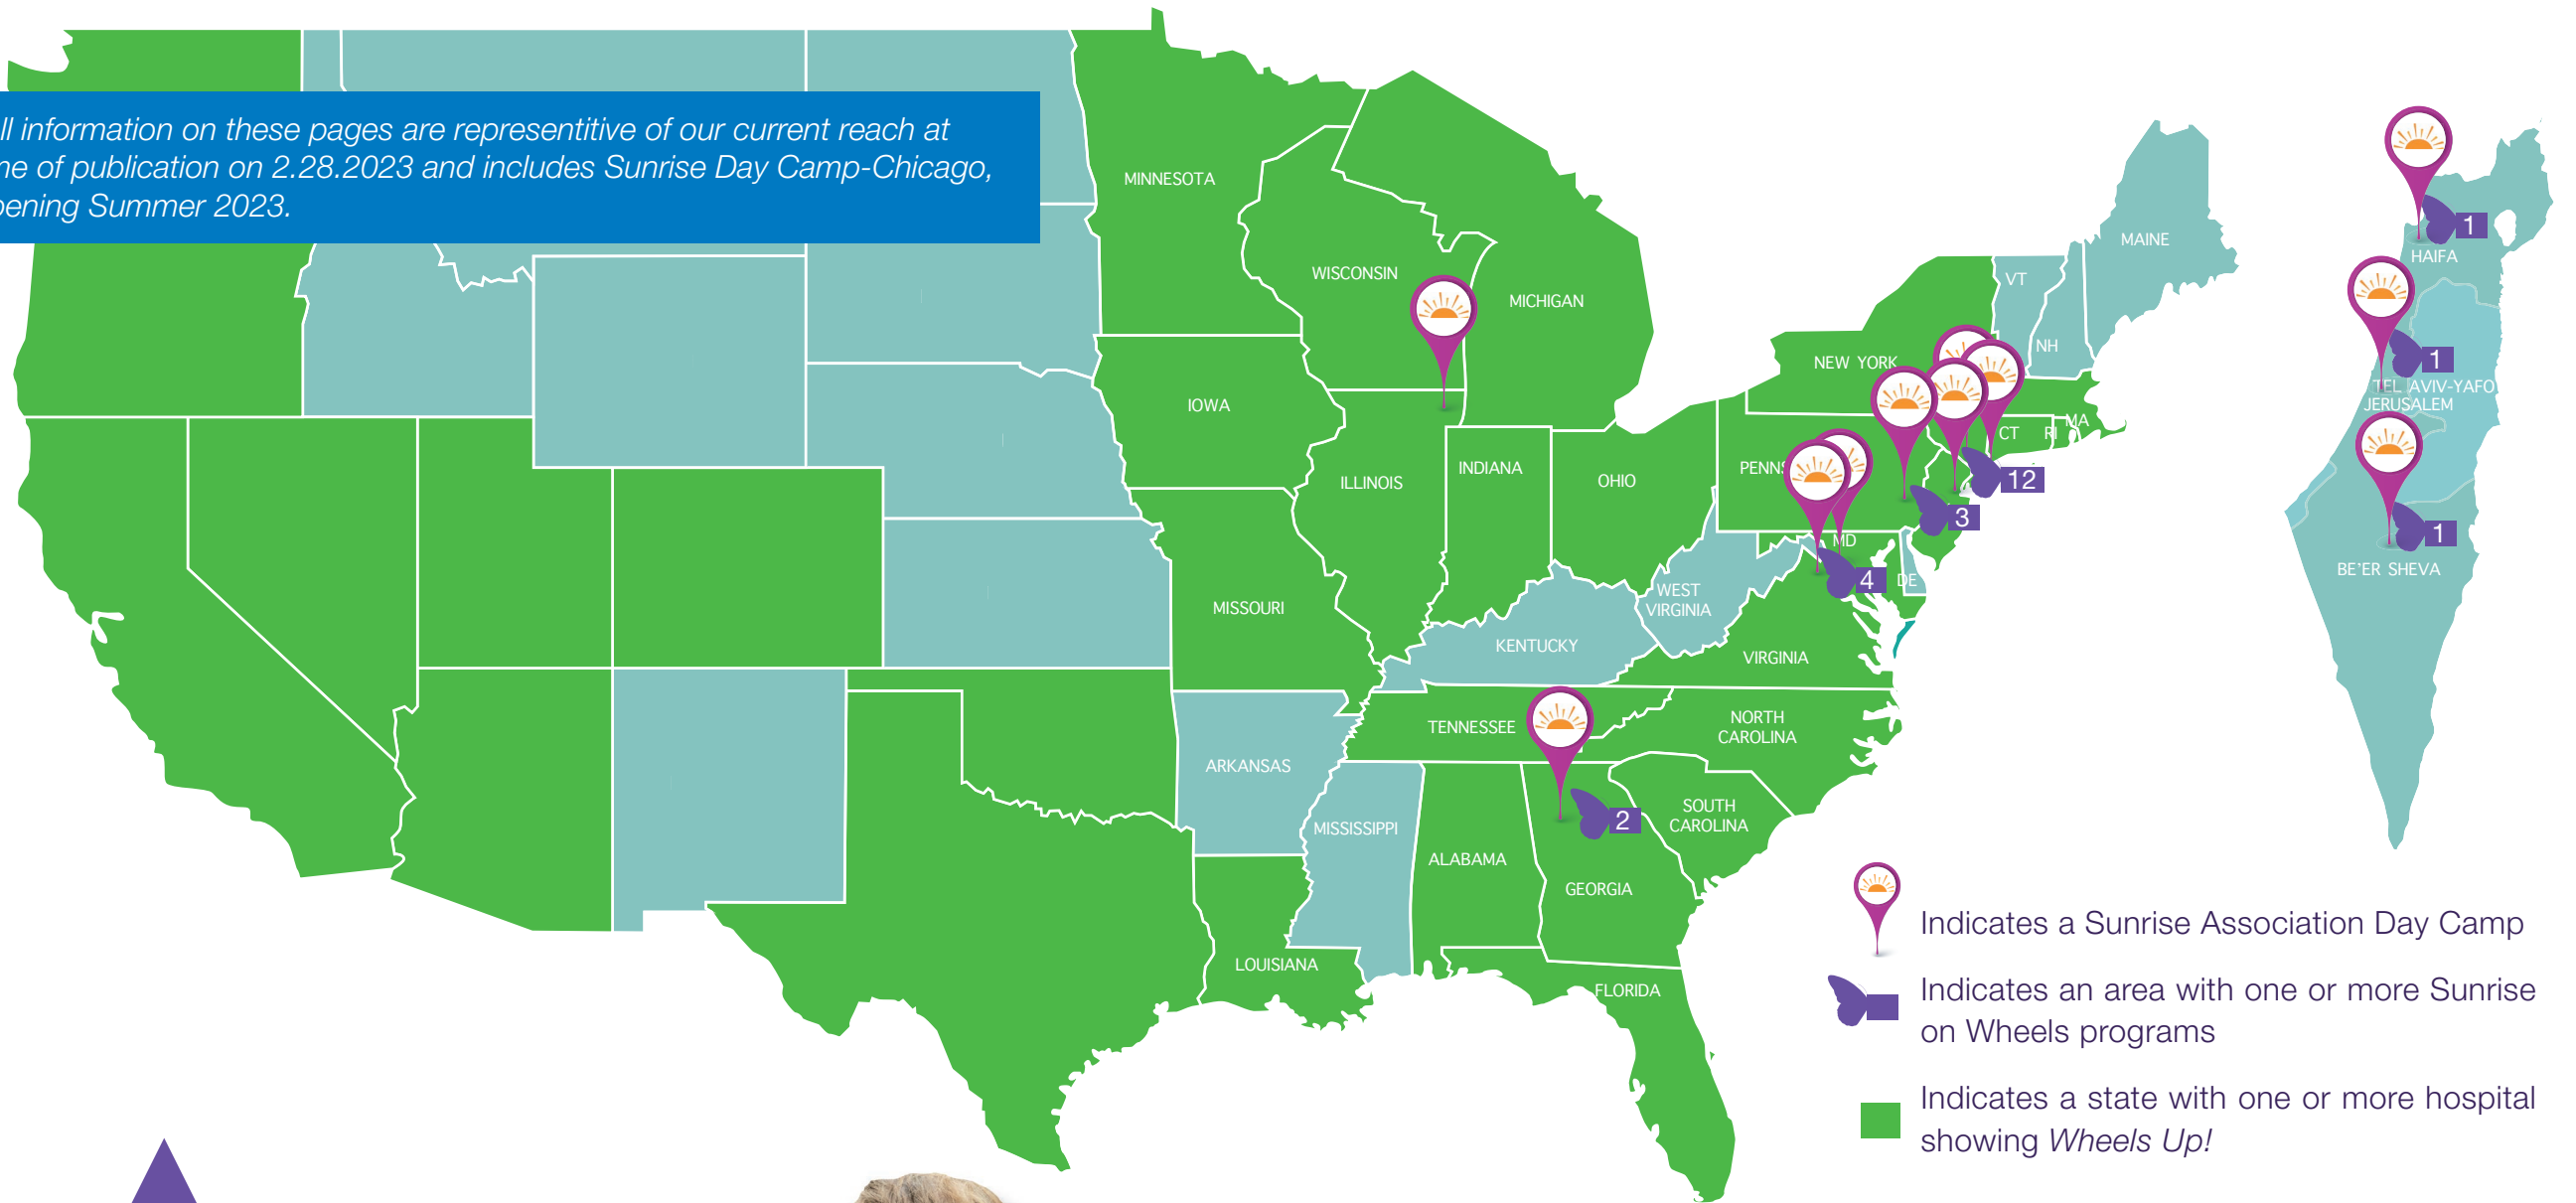 ll information on these pages are representitive of our current reach at
me of publication on 2.28.2023 and includes Sunrise Day Camp-Chicago,
pening Summer 2023.
MINNESOTA
WISCONSIN
MICHIGAN
IOWA
ILLINOIS
INDIANA
OHIO
MISSOURI
KENTUCKY
WEST
VIRGINIA
VIRGINIA
TENNESSEE
NORTH
CAROLINA
SOUTH
CAROLINA
ARKANSAS
MISSISSIPPI
ALABAMA
GEORGIA
LOUISIANA
FLORIDA
NEW YORK
PENNS
MD
DE
CT
RI
MA
VT
NH
MAINE
12
3
4
2
1
HAIFA
1
TEL AVIV-YAFO
JERUSALEM
1
BE'ER SHEVA
Indicates a Sunrise Association Day Camp
Indicates an area with one or more Sunrise
on Wheels programs
Indicates a state with one or more hospital
showing Wheels Up!